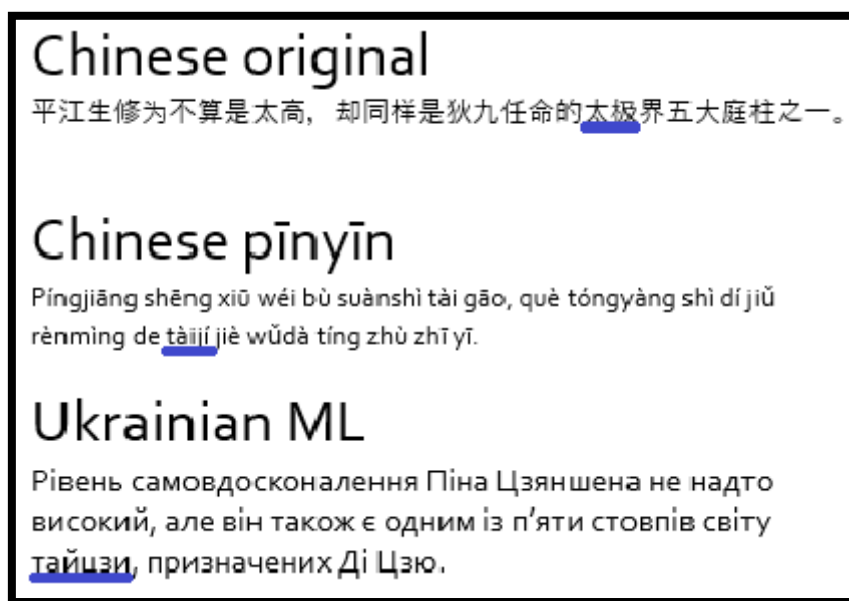 Chinese original
平江生修为不算是太高，却同样是狄九任命的太极界五大庭柱之一。
Chinese pīnyīn
Píngjiāng shēng xiū wéi bù suànshì tài gāo, què tóngyàng shì dí jiǔ
rènmìng de tàijí jiè wǔdà tíng zhù zhī yī.
Ukrainian ML
Рівень самовдосконалення Піна Цзяншена не надто
високий, але він також є одним із п'яти стовпів світу
тайцзи, призначених Ді Цзю.